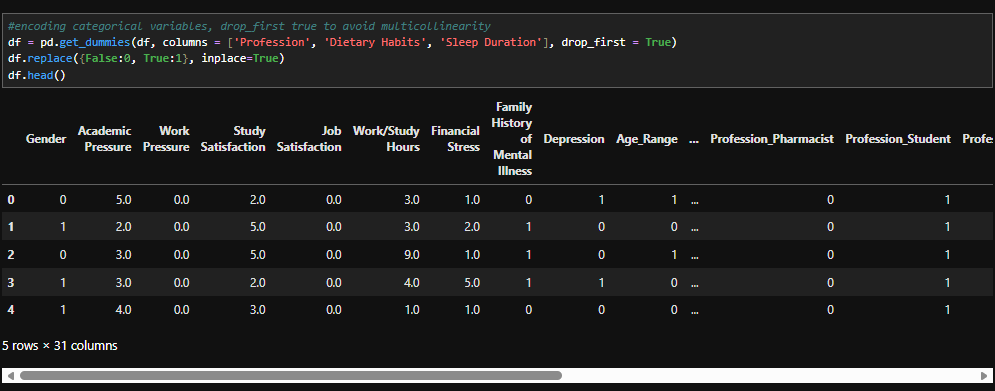 #encoding categorical variables, drop_first true to avoid multicollinearity
df = pd.get_dummies(df, columns = ['Profession', 'Dietary Habits', 'Sleep Duration'], drop_first = True)
df.replace({False:0, True:1}, inplace=True)
df.head()
Gender Academic Pressure Work Pressure Study Satisfaction Job Satisfaction Work/Study Hours Financial Stress Family History of Mental Illness Depression Age_Range ... Profession_Pharmacist Profession_Student Profe
0 0 5.0 0.0 2.0 0.0 3.0 1.0 0 1 1 ... 0 1
1 1 2.0 0.0 5.0 0.0 3.0 2.0 1 0 0 ... 0 1
2 0 3.0 0.0 5.0 0.0 9.0 1.0 1 0 1 ... 0 1
3 1 3.0 0.0 2.0 0.0 4.0 5.0 1 1 0 ... 0 1
4 1 4.0 0.0 3.0 0.0 1.0 1.0 0 0 0 ... 0 1
5 rows × 31 columns